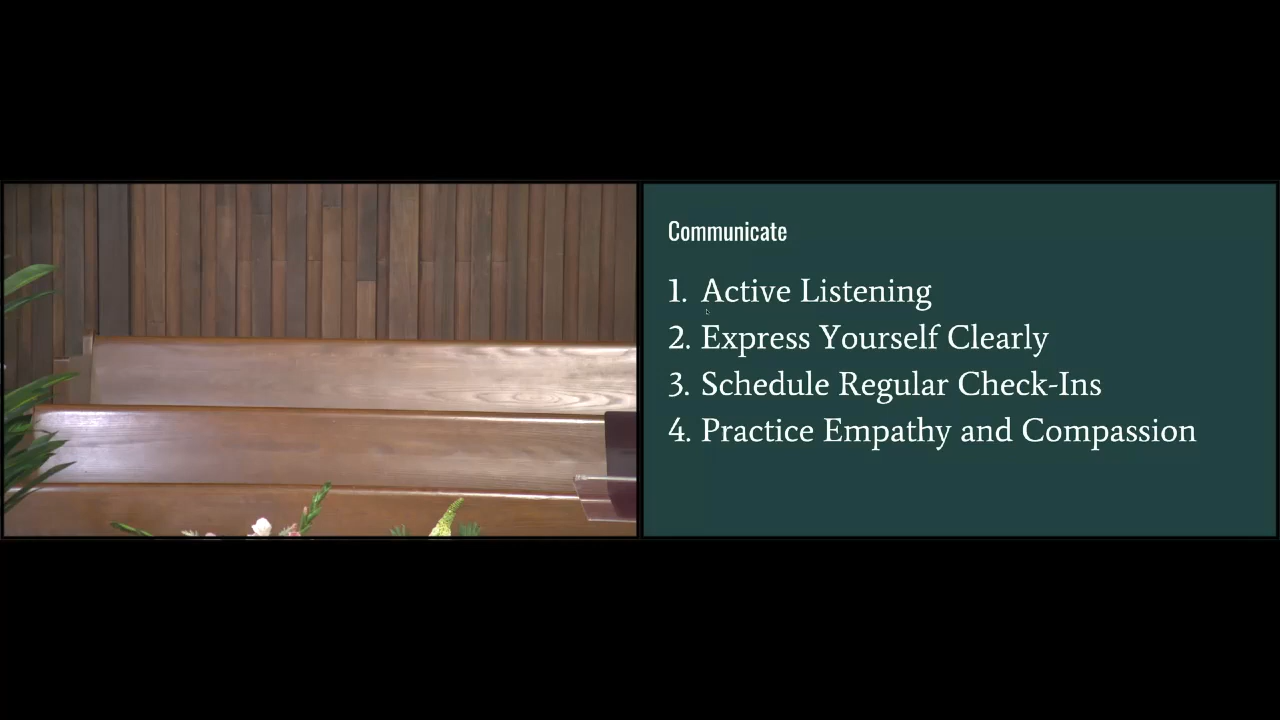 Communicate
1. Active Listening
2. Express Yourself Clearly
3. Schedule Regular Check-Ins
4. Practice Empathy and Compassion